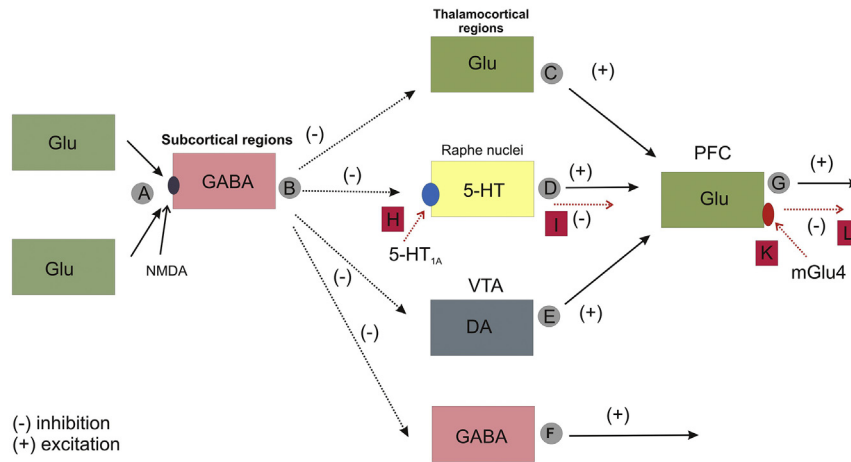 Thalamocortical
regions
Glu
C
(+)
Glu
Subcortical regions
(-)
A
GABA
B
(-)
Raphe nuclei
5-HT
D
(+)
PFC
Glu
G
(+)
H
I
(-)
(-)
L
K
Glu
NMDA
5-HT1A
mGlu4
(-)
VTA
DA
E
(+)
(-)
GABA
F
(+)
(-) inhibition
(+) excitation